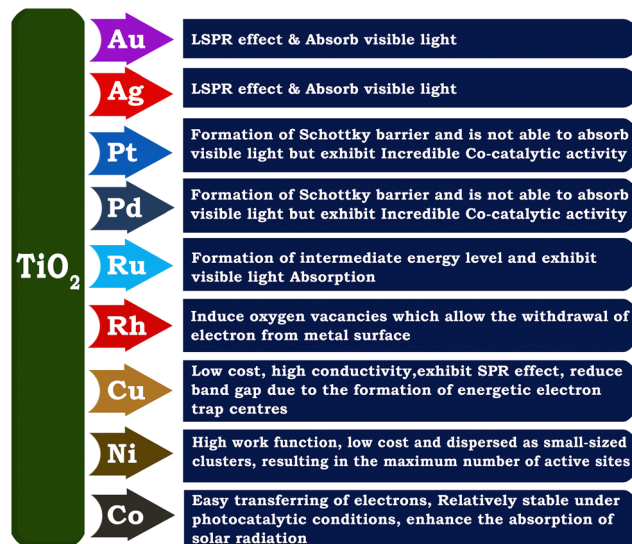 TiO₂
Au
LSPR effect & Absorb visible light
Ag
LSPR effect & Absorb visible light
Pt
Formation of Schottky barrier and is not able to absorb
visible light but exhibit Incredible Co-catalytic activity
Pd
Formation of Schottky barrier and is not able to absorb
visible light but exhibit Incredible Co-catalytic activity
Ru
Formation of intermediate energy level and exhibit
visible light Absorption
Rh
Induce oxygen vacancies which allow the withdrawal of
electron from metal surface
Cu
Low cost, high conductivity,exhibit SPR effect, reduce
band gap due to the formation of energetic electron
trap centres
Ni
High work function, low cost and dispersed as small-sized
clusters, resulting in the maximum number of active sites
Co
Easy transferring of electrons, Relatively stable under
photocatalytic conditions, enhance the absorption of
solar radiation